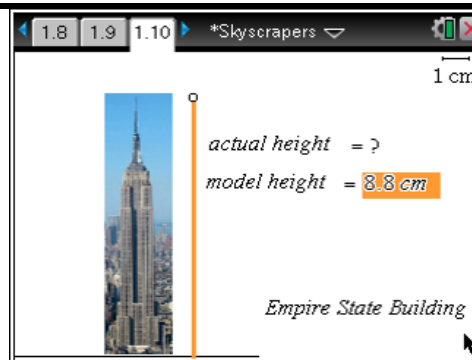 1.8 1.9 1.10 *Skyscrapers
1 cm
actual height = ?
model height = 8.8 cm
Empire State Building